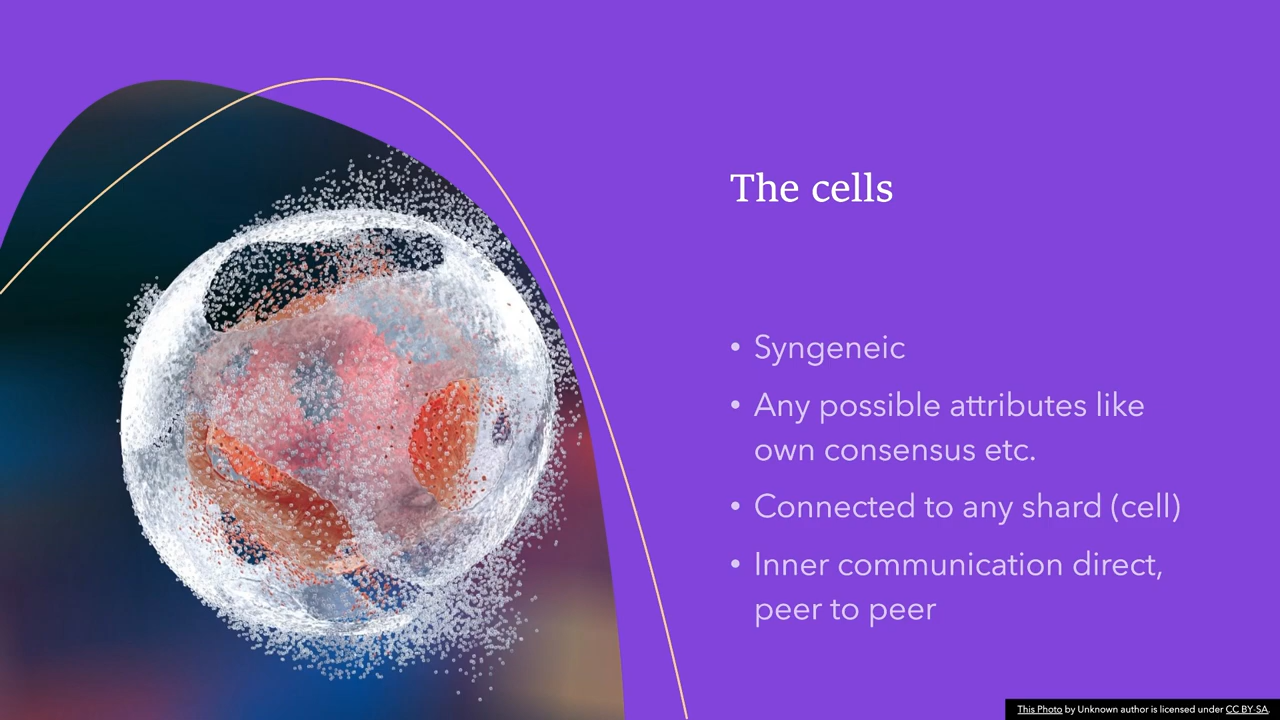 The cells
• Syngeneic
• Any possible attributes like
own consensus etc.
• Connected to any shard (cell)
• Inner communication direct,
peer to peer
This Photo by Unknown author is licensed under CC BY-SA.